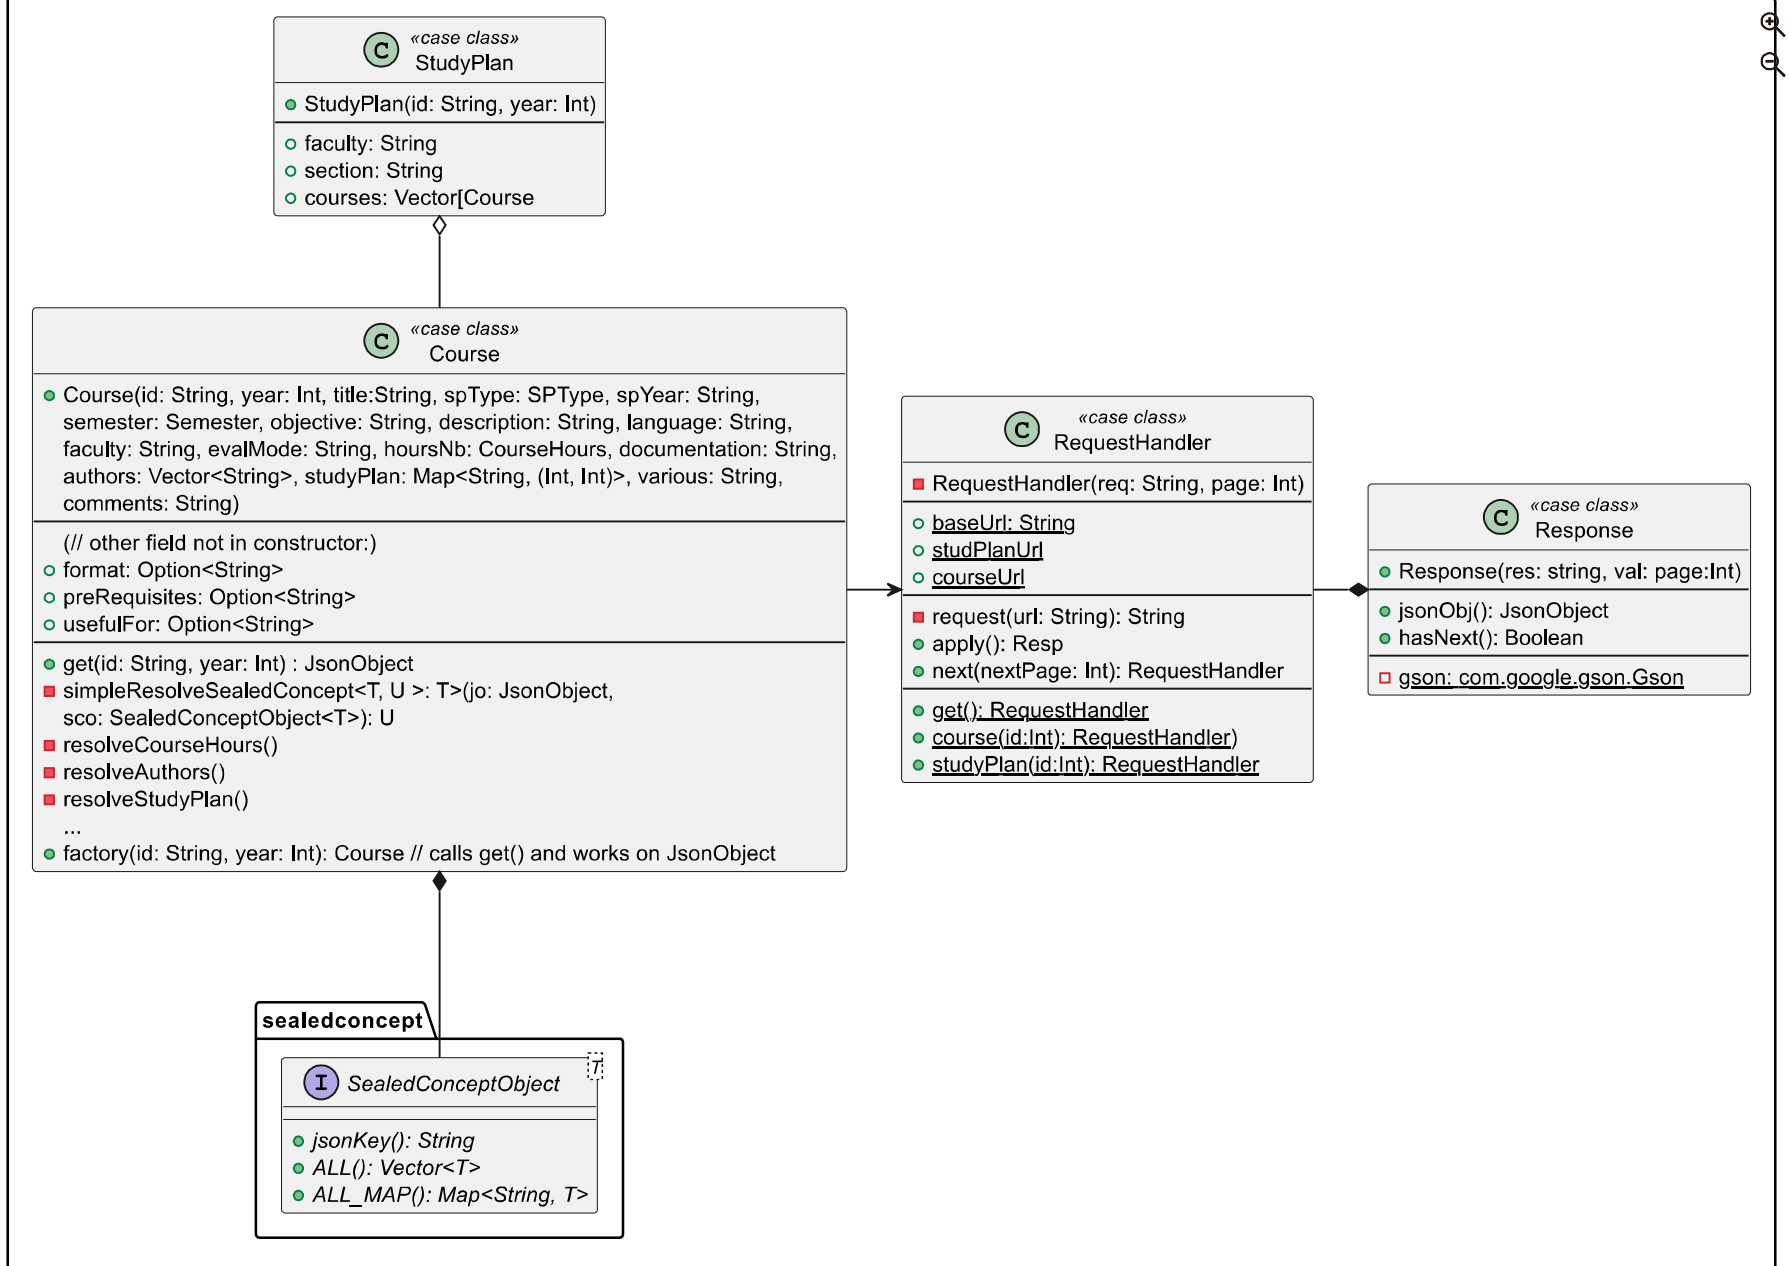 C
«case class»
StudyPlan
StudyPlan(id: String, year: Int)
faculty: String
section: String
courses: Vector[Course
C
«case class»
Course
Course(id: String, year: Int, title:String, spType: SPType, spYear: String,
semester: Semester, objective: String, description: String, language: String,
faculty: String, evalMode: String, hoursNb: CourseHours, documentation: String,
authors: Vector<String>, studyPlan: Map<String, (Int, Int)>, various: String,
comments: String)
(// other field not in constructor:)
format: Option<String>
preRequisites: Option<String>
usefulFor: Option<String>
get(id: String, year: Int) : JsonObject
simpleResolveSealedConcept<T, U >: T>(jo: JsonObject,
sco: SealedConceptObject<T>): U
resolveCourseHours()
resolveAuthors()
resolveStudyPlan()
...
factory(id: String, year: Int): Course // calls get() and works on JsonObject
C
«case class»
RequestHandler
RequestHandler(req: String, page: Int)
baseUrl: String
studPlanUrl
courseUrl
request(url: String): String
apply(): Resp
next(nextPage: Int): RequestHandler
get(): RequestHandler
course(id:Int): RequestHandler)
studyPlan(id:Int): RequestHandler
C
«case class»
Response
Response(res: string, val: page:Int)
jsonObj(): JsonObject
hasNext(): Boolean
gson: com.google.gson.Gson
sealedconcept
I
SealedConceptObject
T
jsonKey(): String
ALL(): Vector<T>
ALL_MAP(): Map<String, T>